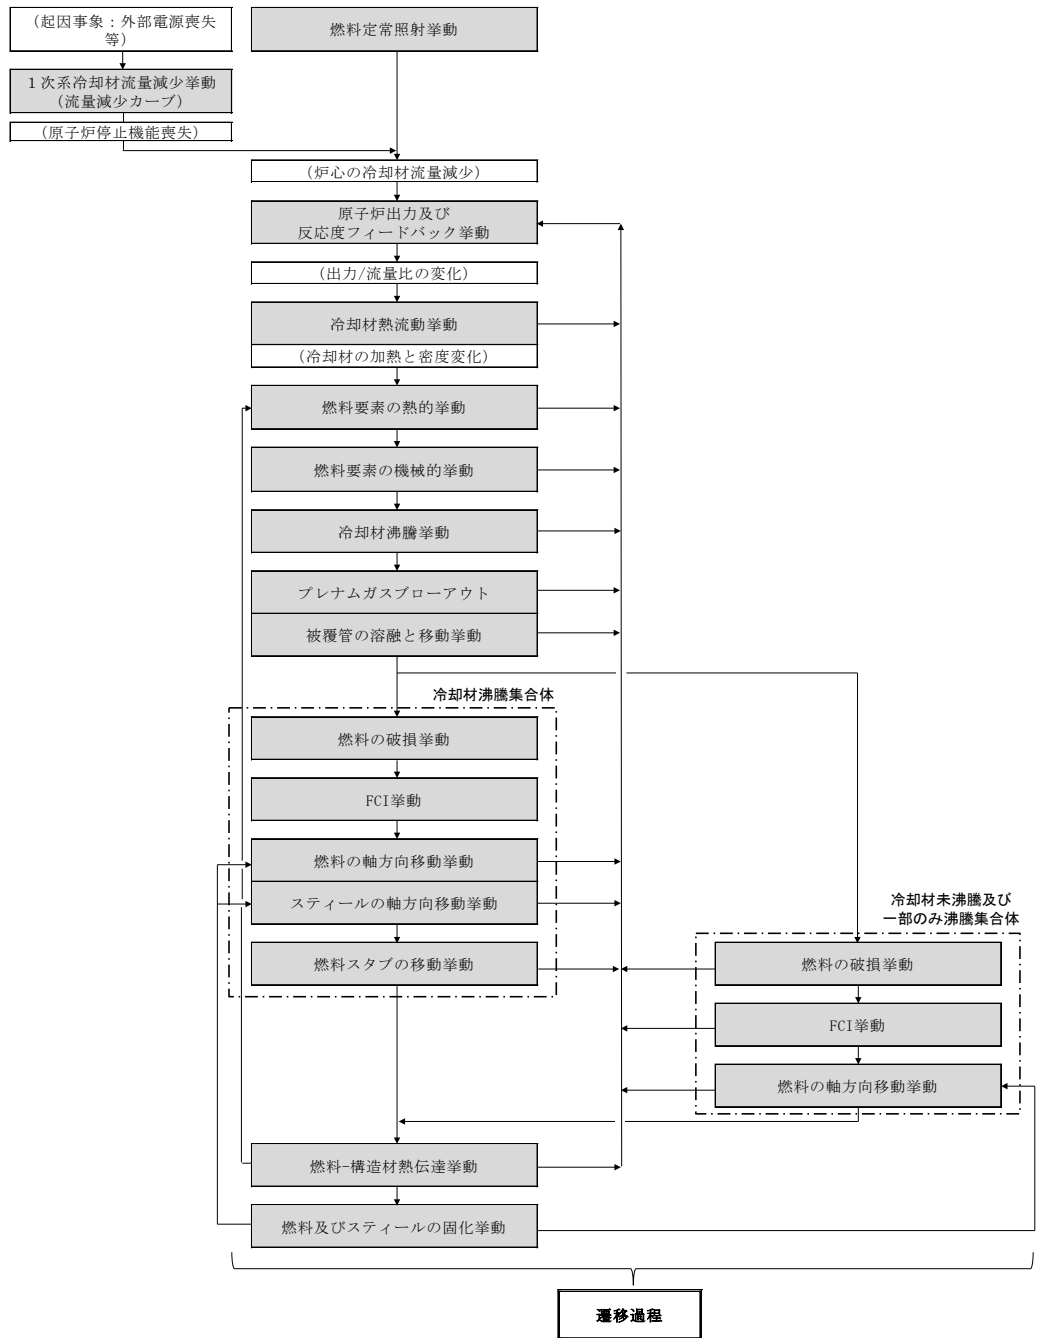 (起因事象：外部電源喪失
等)
燃料定常照射挙動
1次系冷却材流量減少挙動
(流量減少カーブ)
(原子炉停止機能喪失)
(炉心の冷却材流量減少)
原子炉出力及び
反応度フィードバック挙動
(出力/流量比の変化)
冷却材熱流動挙動
(冷却材の加熱と密度変化)
燃料要素の熱的挙動
燃料要素の機械的挙動
冷却材沸騰挙動
プレナムガスブローアウト
被覆管の溶融と移動挙動
冷却材沸騰集合体
燃料の破損挙動
FCI挙動
燃料の軸方向移動挙動
スティールの軸方向移動挙動
燃料スタブの移動挙動
冷却材未沸騰及び
一部のみ沸騰集合体
燃料の破損挙動
FCI挙動
燃料の軸方向移動挙動
燃料-構造材熱伝達挙動
燃料及びスティールの固化挙動
遷移過程